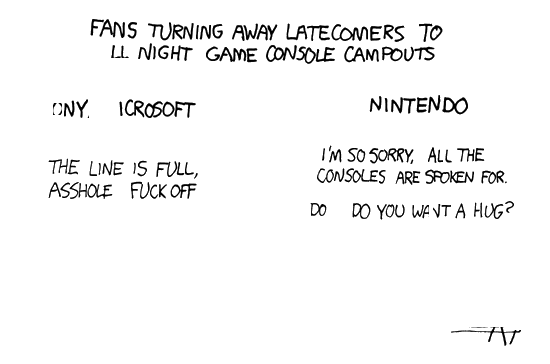 FANS TURNING AWAY LATECOMERS TO
LL NIGHT GAME CONSOLE CAMPOUTS
ONY. ICROSOFT
THE LINE IS FULL,
ASSHOLE FUCK OFF
NINTENDO
I'M SO SORRY, ALL THE
CONSOLES ARE SPOKEN FOR.
DO DO YOU WANT A HUG?